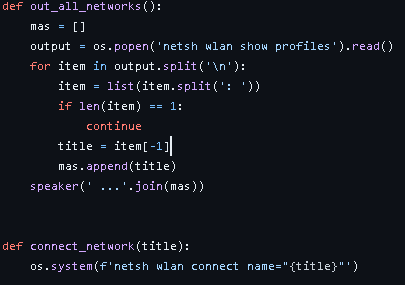 def out_all_networks():
    mas = []
    output = os.popen('netsh wlan show profiles').read()
    for item in output.split('\n'):
        item = list(item.split(': '))
        if len(item) == 1:
            continue
        title = item[-1]
        mas.append(title)
    speaker(' ...'.join(mas))
def connect_network(title):
    os.system(f'netsh wlan connect name="{title}"')